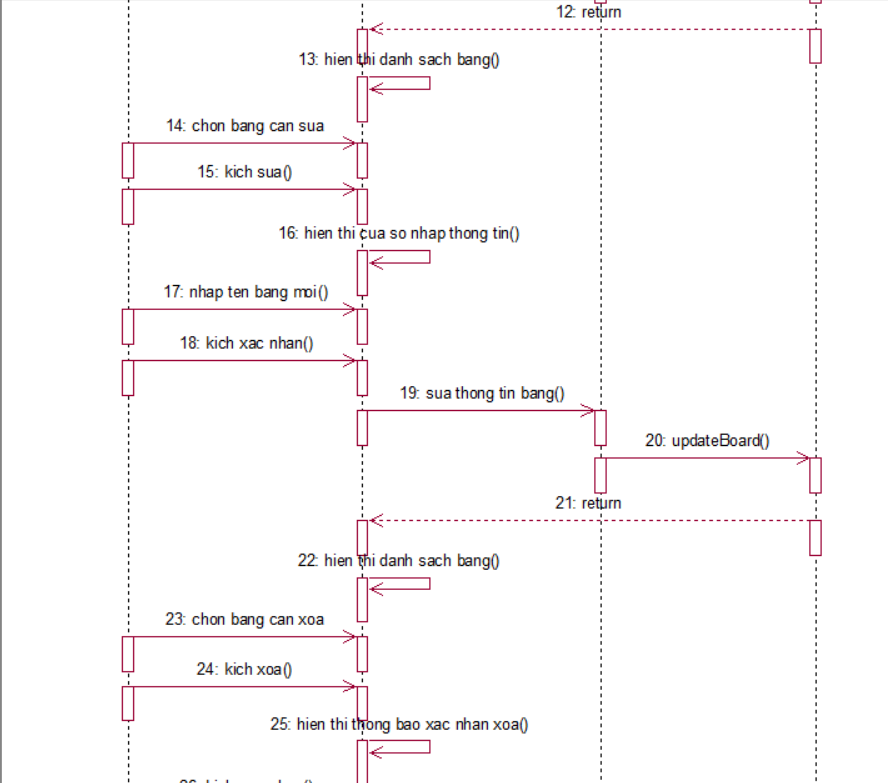 12: return
13: hien thi danh sach bang()
14: chon bang can sua
15: kich sua()
16: hien thi cua so nhap thong tin()
17: nhap ten bang moi()
18: kich xac nhan()
19: sua thong tin bang()
20: updateBoard()
21: return
22: hien thi danh sach bang()
23: chon bang can xoa
24: kich xoa()
25: hien thi thong bao xac nhan xoa()